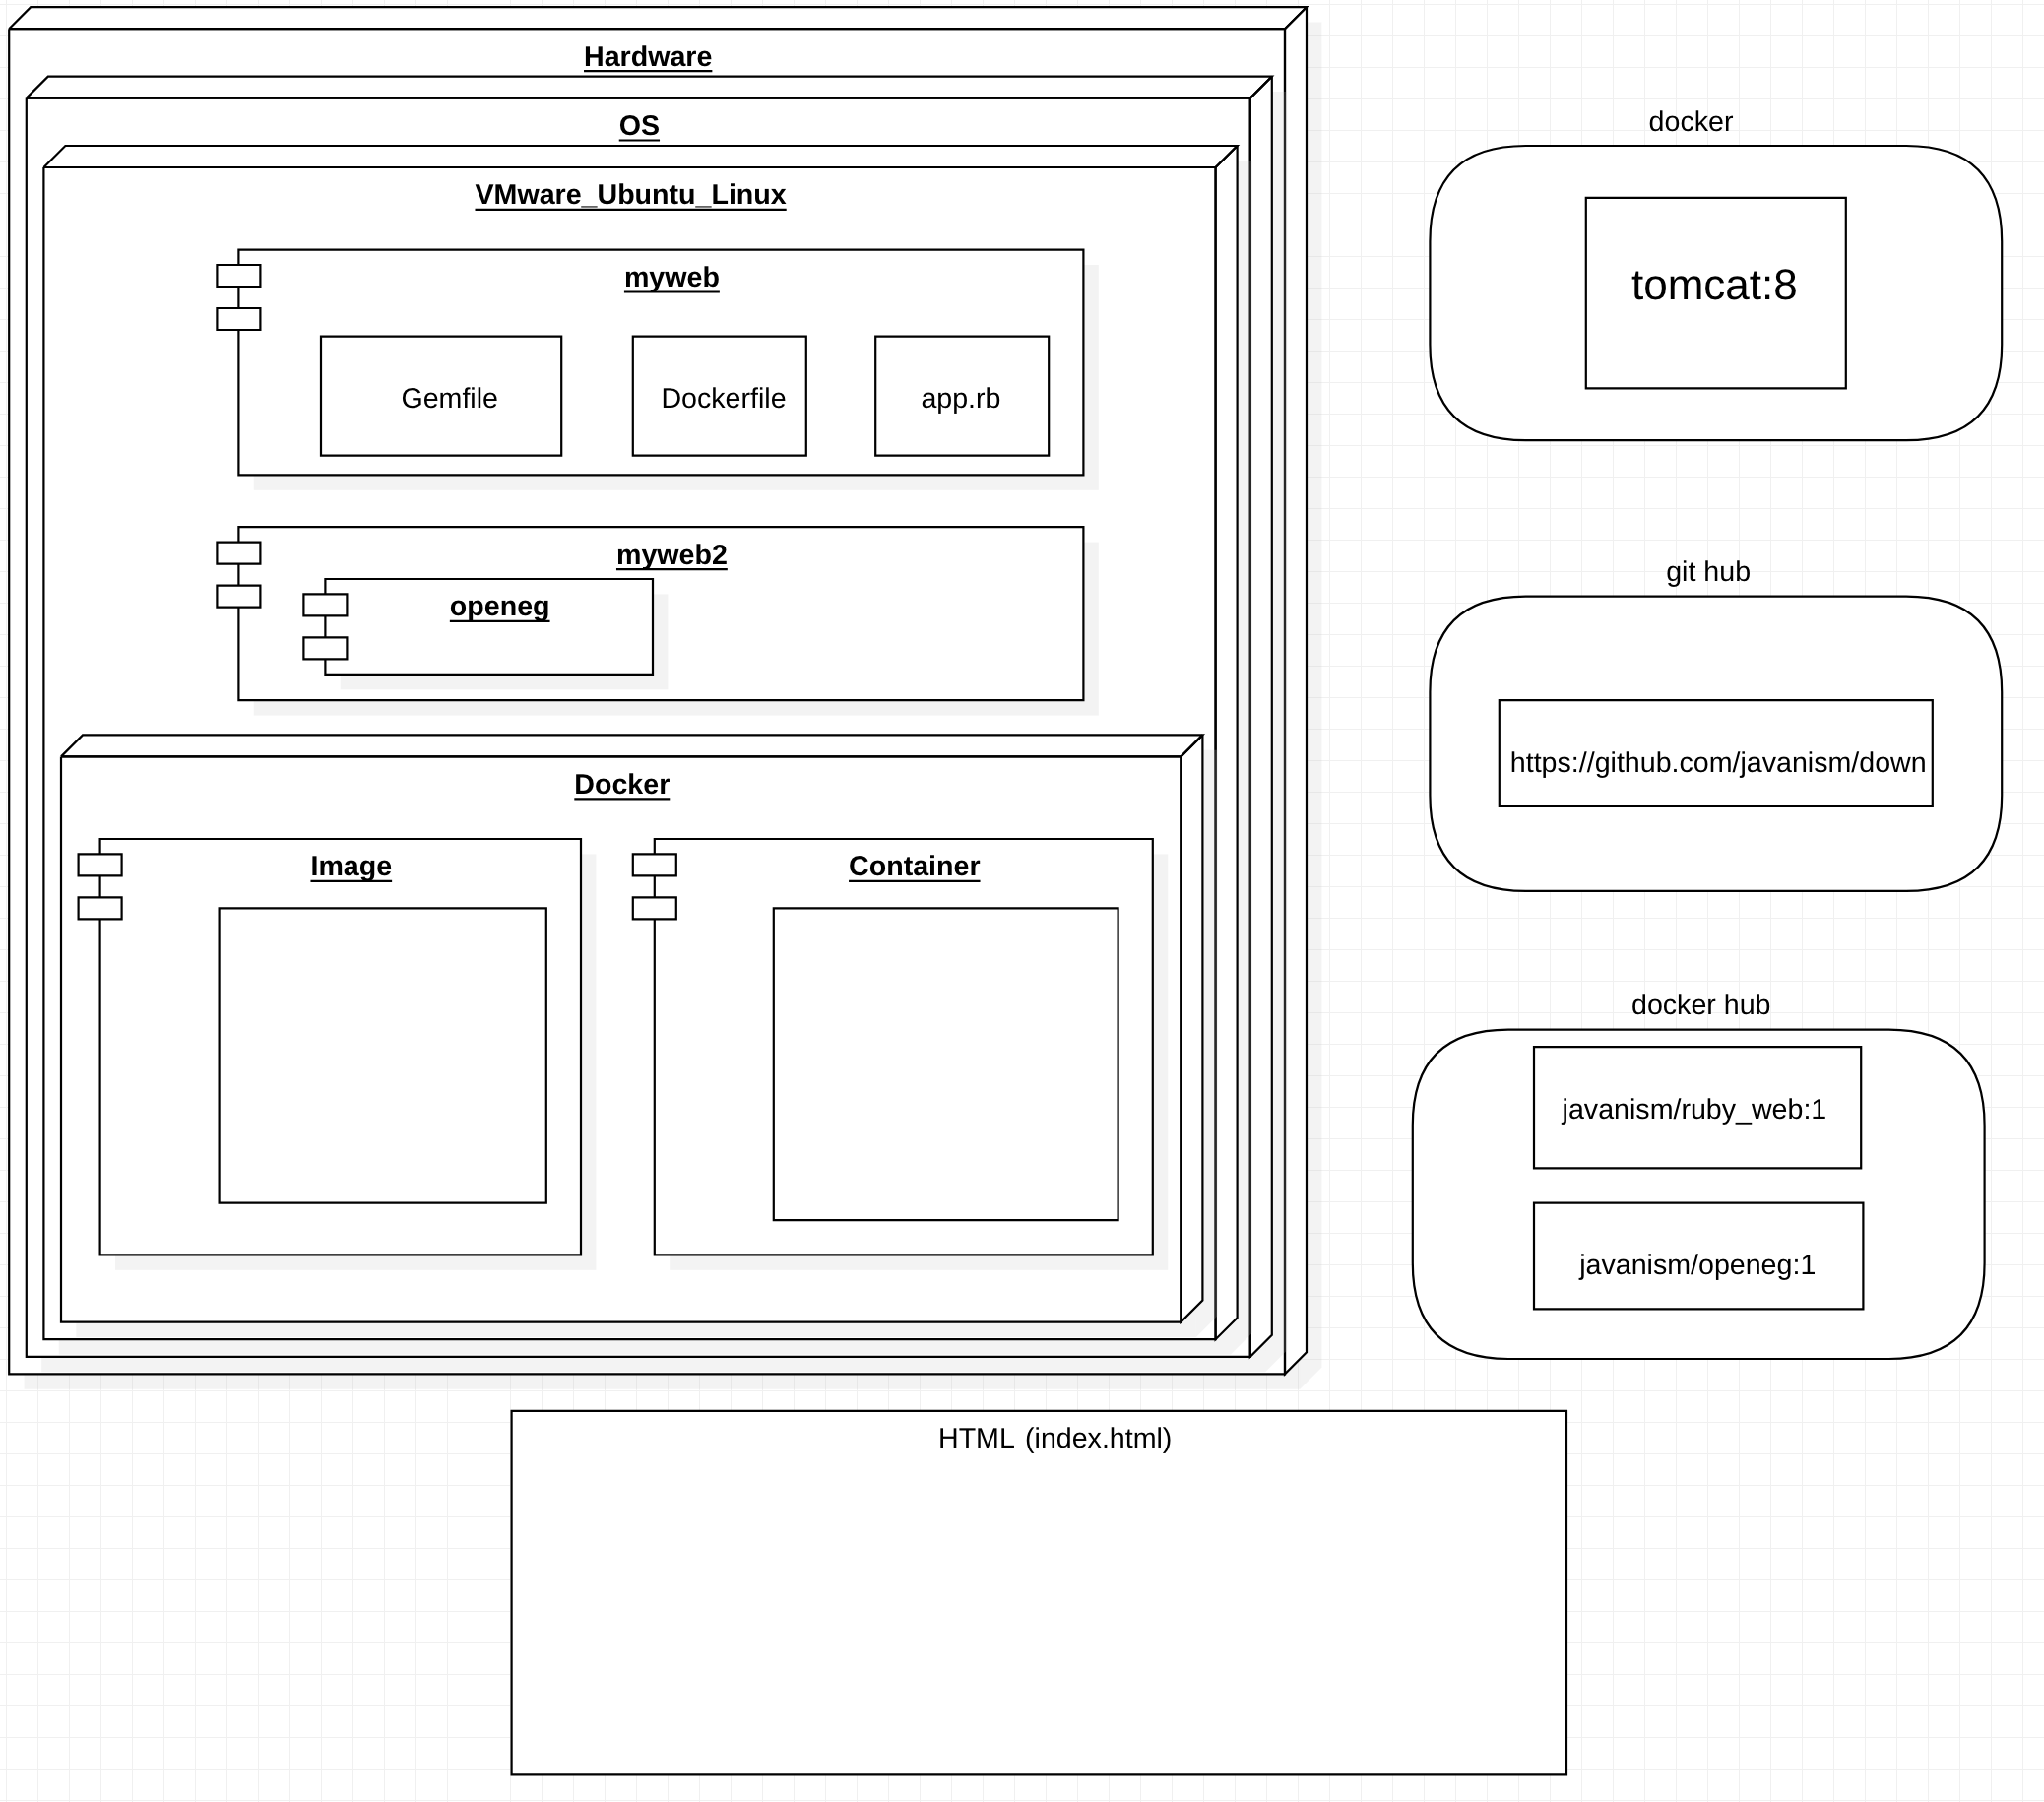 Hardware
OS
VMware_Ubuntu_Linux
myweb
Gemfile
Dockerfile
app.rb
myweb2
openeg
Docker
Image
Container
docker
tomcat:8
git hub
https://github.com/javanism/down
docker hub
javanism/ruby_web:1
javanism/openeg:1
HTML (index.html)